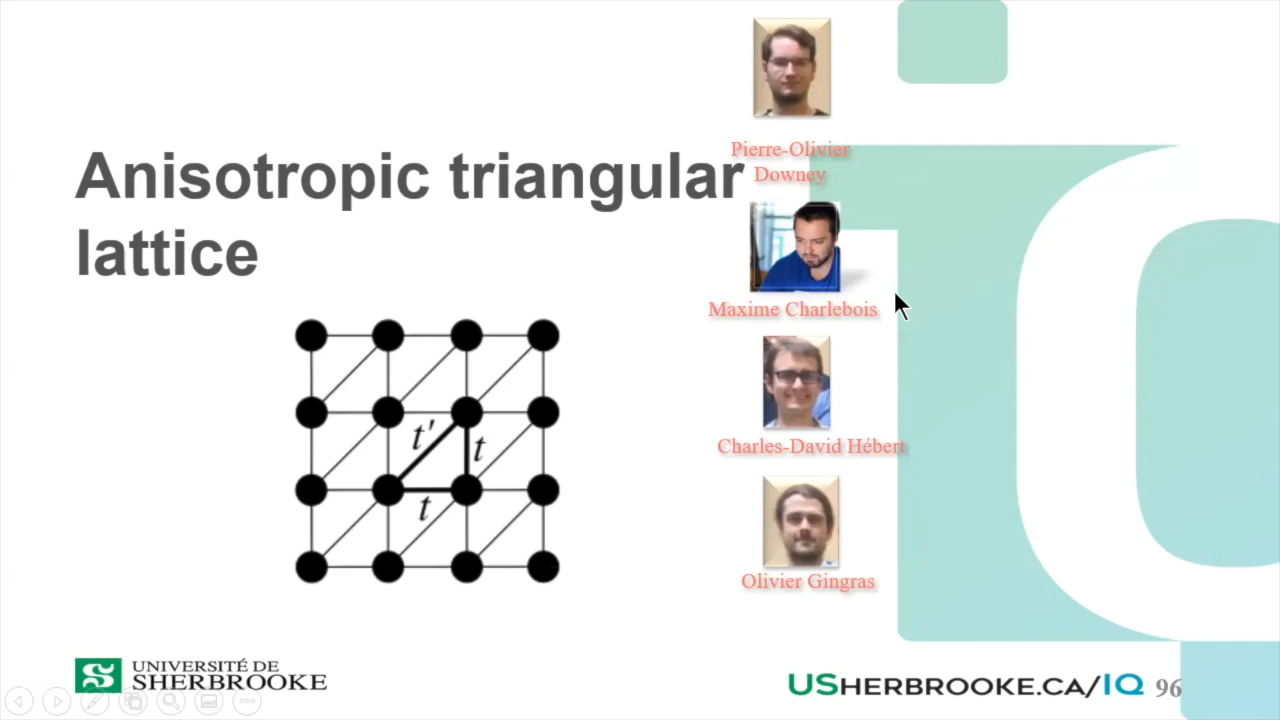 Anisotropic triangular
lattice
Pierre-Olivier
Downey
Maxime Charlebois
Charles-David Hébert
Olivier Gingras
t'
t
t
UNIVERSITÉ DE
SHERBROOKE
USHERBROOKE.CA/IQ
96